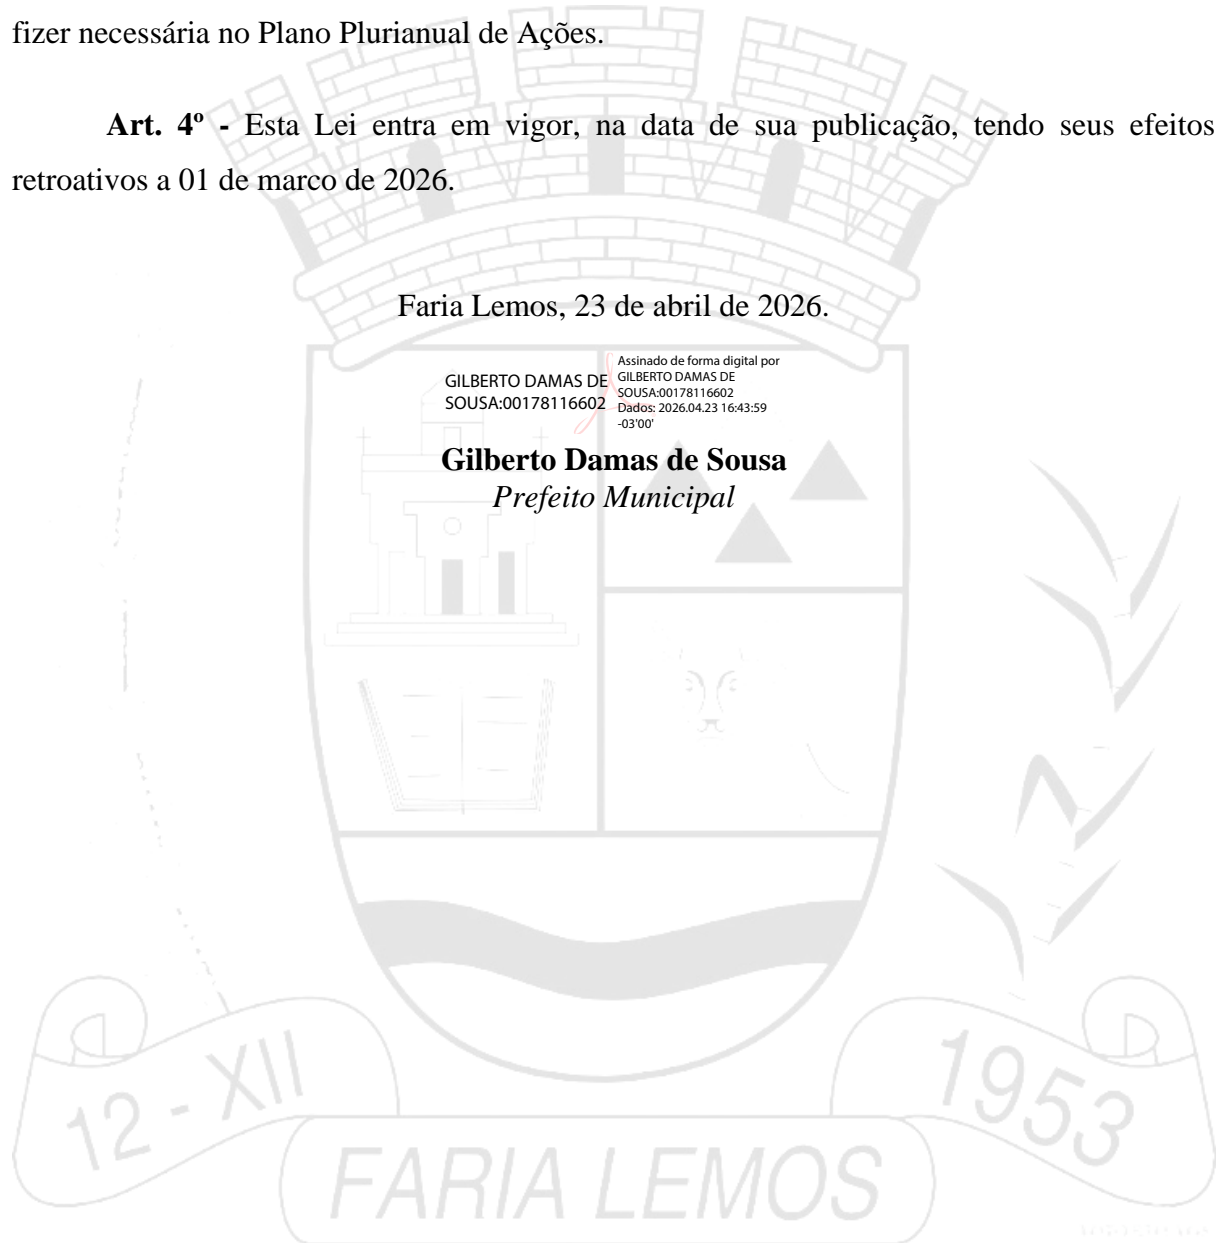 fizer necessária no Plano Plurianual de Ações.
Art. 4º - Esta Lei entra em vigor, na data de sua publicação, tendo seus efeitos
retroativos a 01 de marco de 2026.
Faria Lemos, 23 de abril de 2026.
GILBERTO DAMAS DE
SOUSA:00178116602
Assinado de forma digital por
GILBERTO DAMAS DE
SOUSA:00178116602
Dados: 2026.04.23 16:43:59
-03'00'
Gilberto Damas de Sousa
Prefeito Municipal
12 - XII
1953
FARIA LEMOS